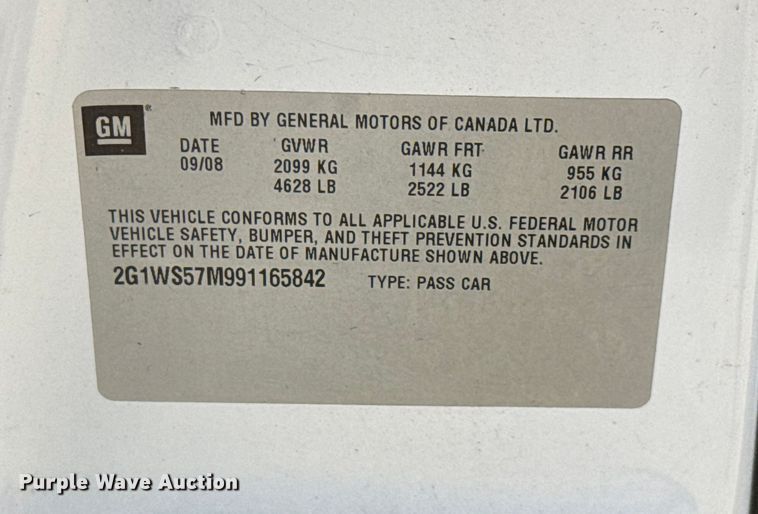 GM ®
MFD BY GENERAL MOTORS OF CANADA LTD.
DATE GVWR GAWR FRT GAWR RR
09/08 2099 KG 1144 KG 955 KG
4628 LB 2522 LB 2106 LB
THIS VEHICLE CONFORMS TO ALL APPLICABLE U.S. FEDERAL MOTOR
VEHICLE SAFETY, BUMPER, AND THEFT PREVENTION STANDARDS IN
EFFECT ON THE DATE OF MANUFACTURE SHOWN ABOVE.
2G1WS57M991165842 TYPE: PASS CAR
Purple Wave Auction